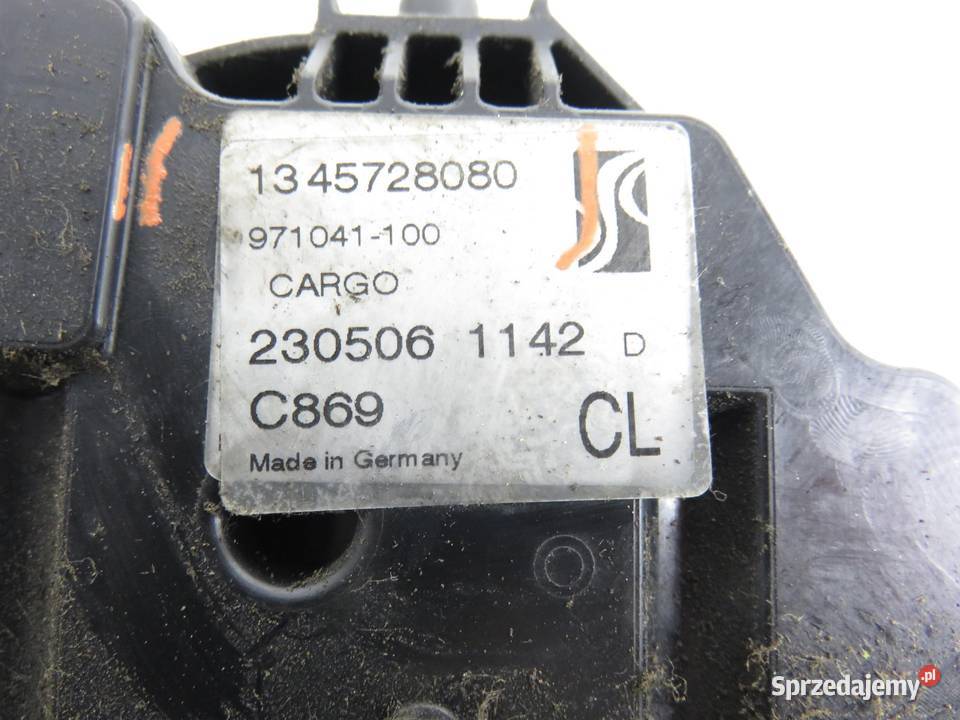 1345728080
971041-100
CARGO
230506 1142 D
C869 CL
Made in Germany
Sprzedajemy.pl